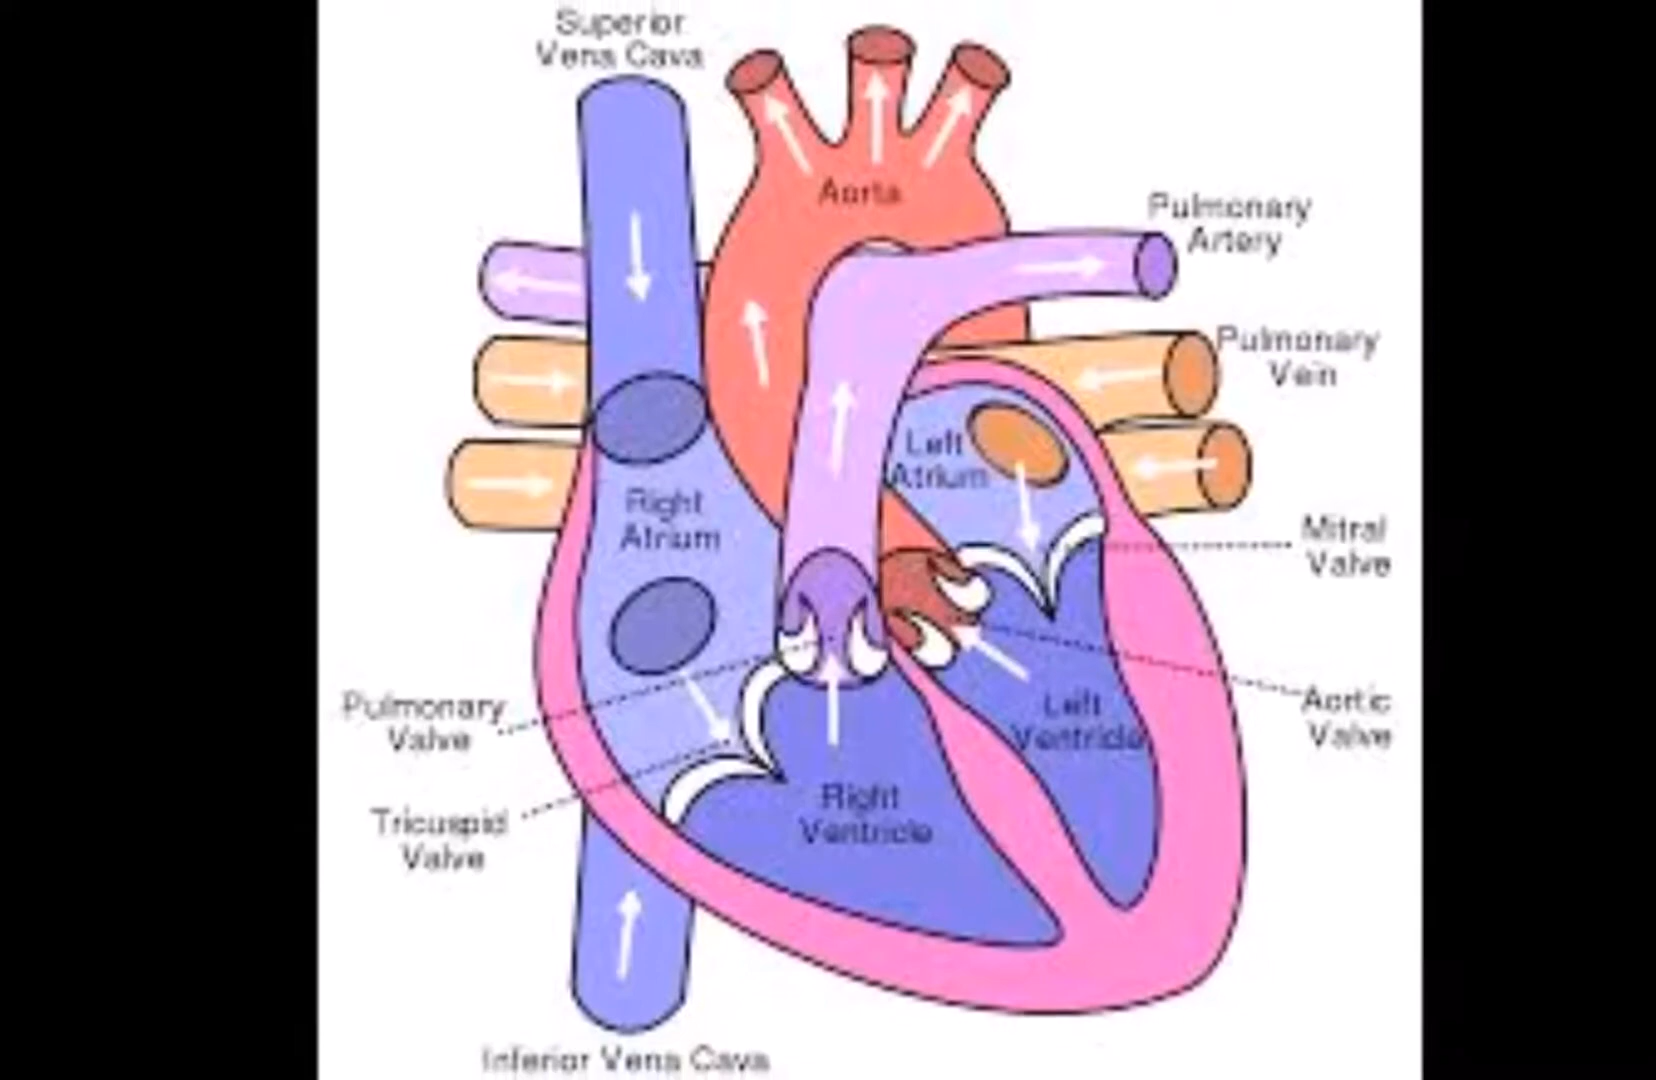 Superior
Vena Cava
Aorta
Pulmonary
Artery
Pulmonary
Vein
Left
Atrium
Right
Atrium
Mitral
Valve
Pulmonary
Valve
Left
Ventricle
Aortic
Valve
Right
Ventricle
Tricuspid
Valve
Inferior Vena Cava